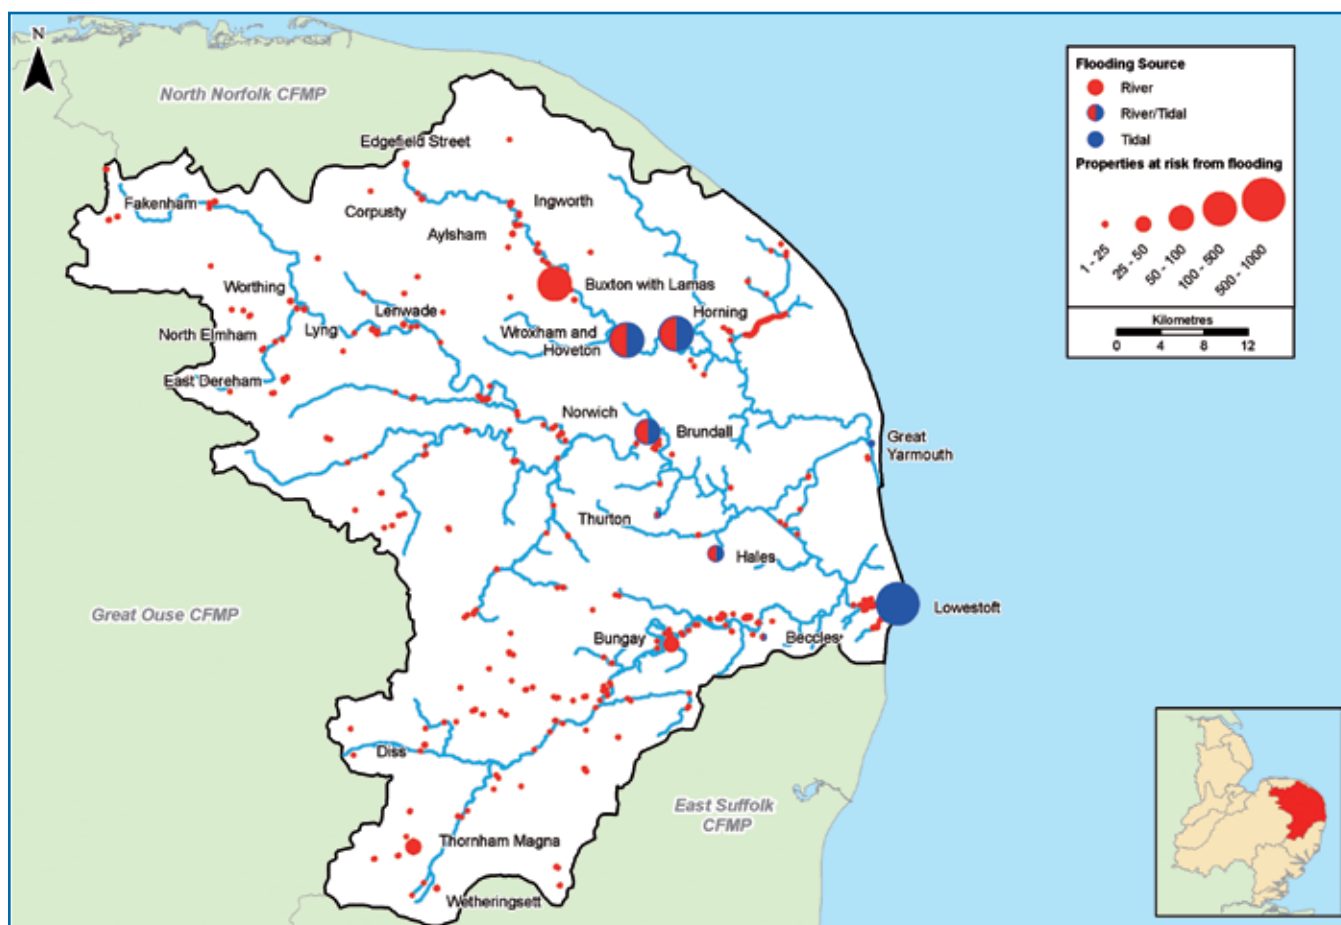 N
North Norfolk CFMP
Edgefield Street
Fakenham
Corpusty
Ingworth
Aylsham
Worthing
Buxton with Lamas
Lenwade
Horning
North Elmham
Lyng
Wroxham and
Hoveton
East Dereham
Norwich
Brundall
Great
Yarmouth
Thurton
Hales
Great Ouse CFMP
Lowestoft
Bungay
Beccles
Diss
East Suffolk
CFMP
Thornham Magna
Wetheringsett
Flooding Source
River
River/Tidal
Tidal
Properties at risk from flooding
1 - 25
25 - 50
50 - 100
100 - 500
500 - 1000
Kilometres
0 4 8 12